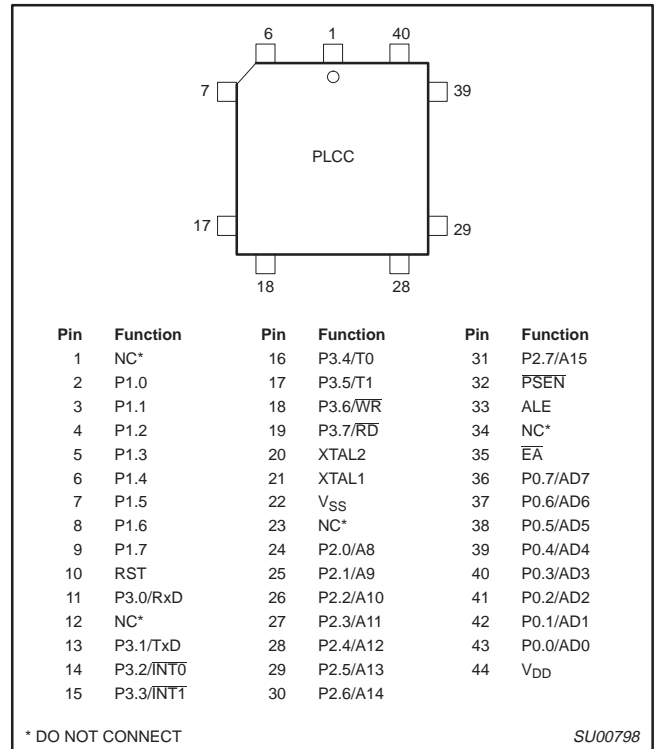 6 1 40
7 39
PLCC
17 29
18 28
Pin Function Pin Function Pin Function
1 NC* 16 P3.4/T0 31 P2.7/A15
2 P1.0 17 P3.5/T1 32 P̅S̅E̅N̅
3 P1.1 18 P3.6/W̅R̅ 33 ALE
4 P1.2 19 P3.7/R̅D̅ 34 NC*
5 P1.3 20 XTAL2 35 E̅A̅
6 P1.4 21 XTAL1 36 P0.7/AD7
7 P1.5 22 VSS 37 P0.6/AD6
8 P1.6 23 NC* 38 P0.5/AD5
9 P1.7 24 P2.0/A8 39 P0.4/AD4
10 RST 25 P2.1/A9 40 P0.3/AD3
11 P3.0/RxD 26 P2.2/A10 41 P0.2/AD2
12 NC* 27 P2.3/A11 42 P0.1/AD1
13 P3.1/TxD 28 P2.4/A12 43 P0.0/AD0
14 P3.2/I̅N̅T̅0̅ 29 P2.5/A13 44 VDD
15 P3.3/I̅N̅T̅1̅ 30 P2.6/A14
* DO NOT CONNECT SU00798